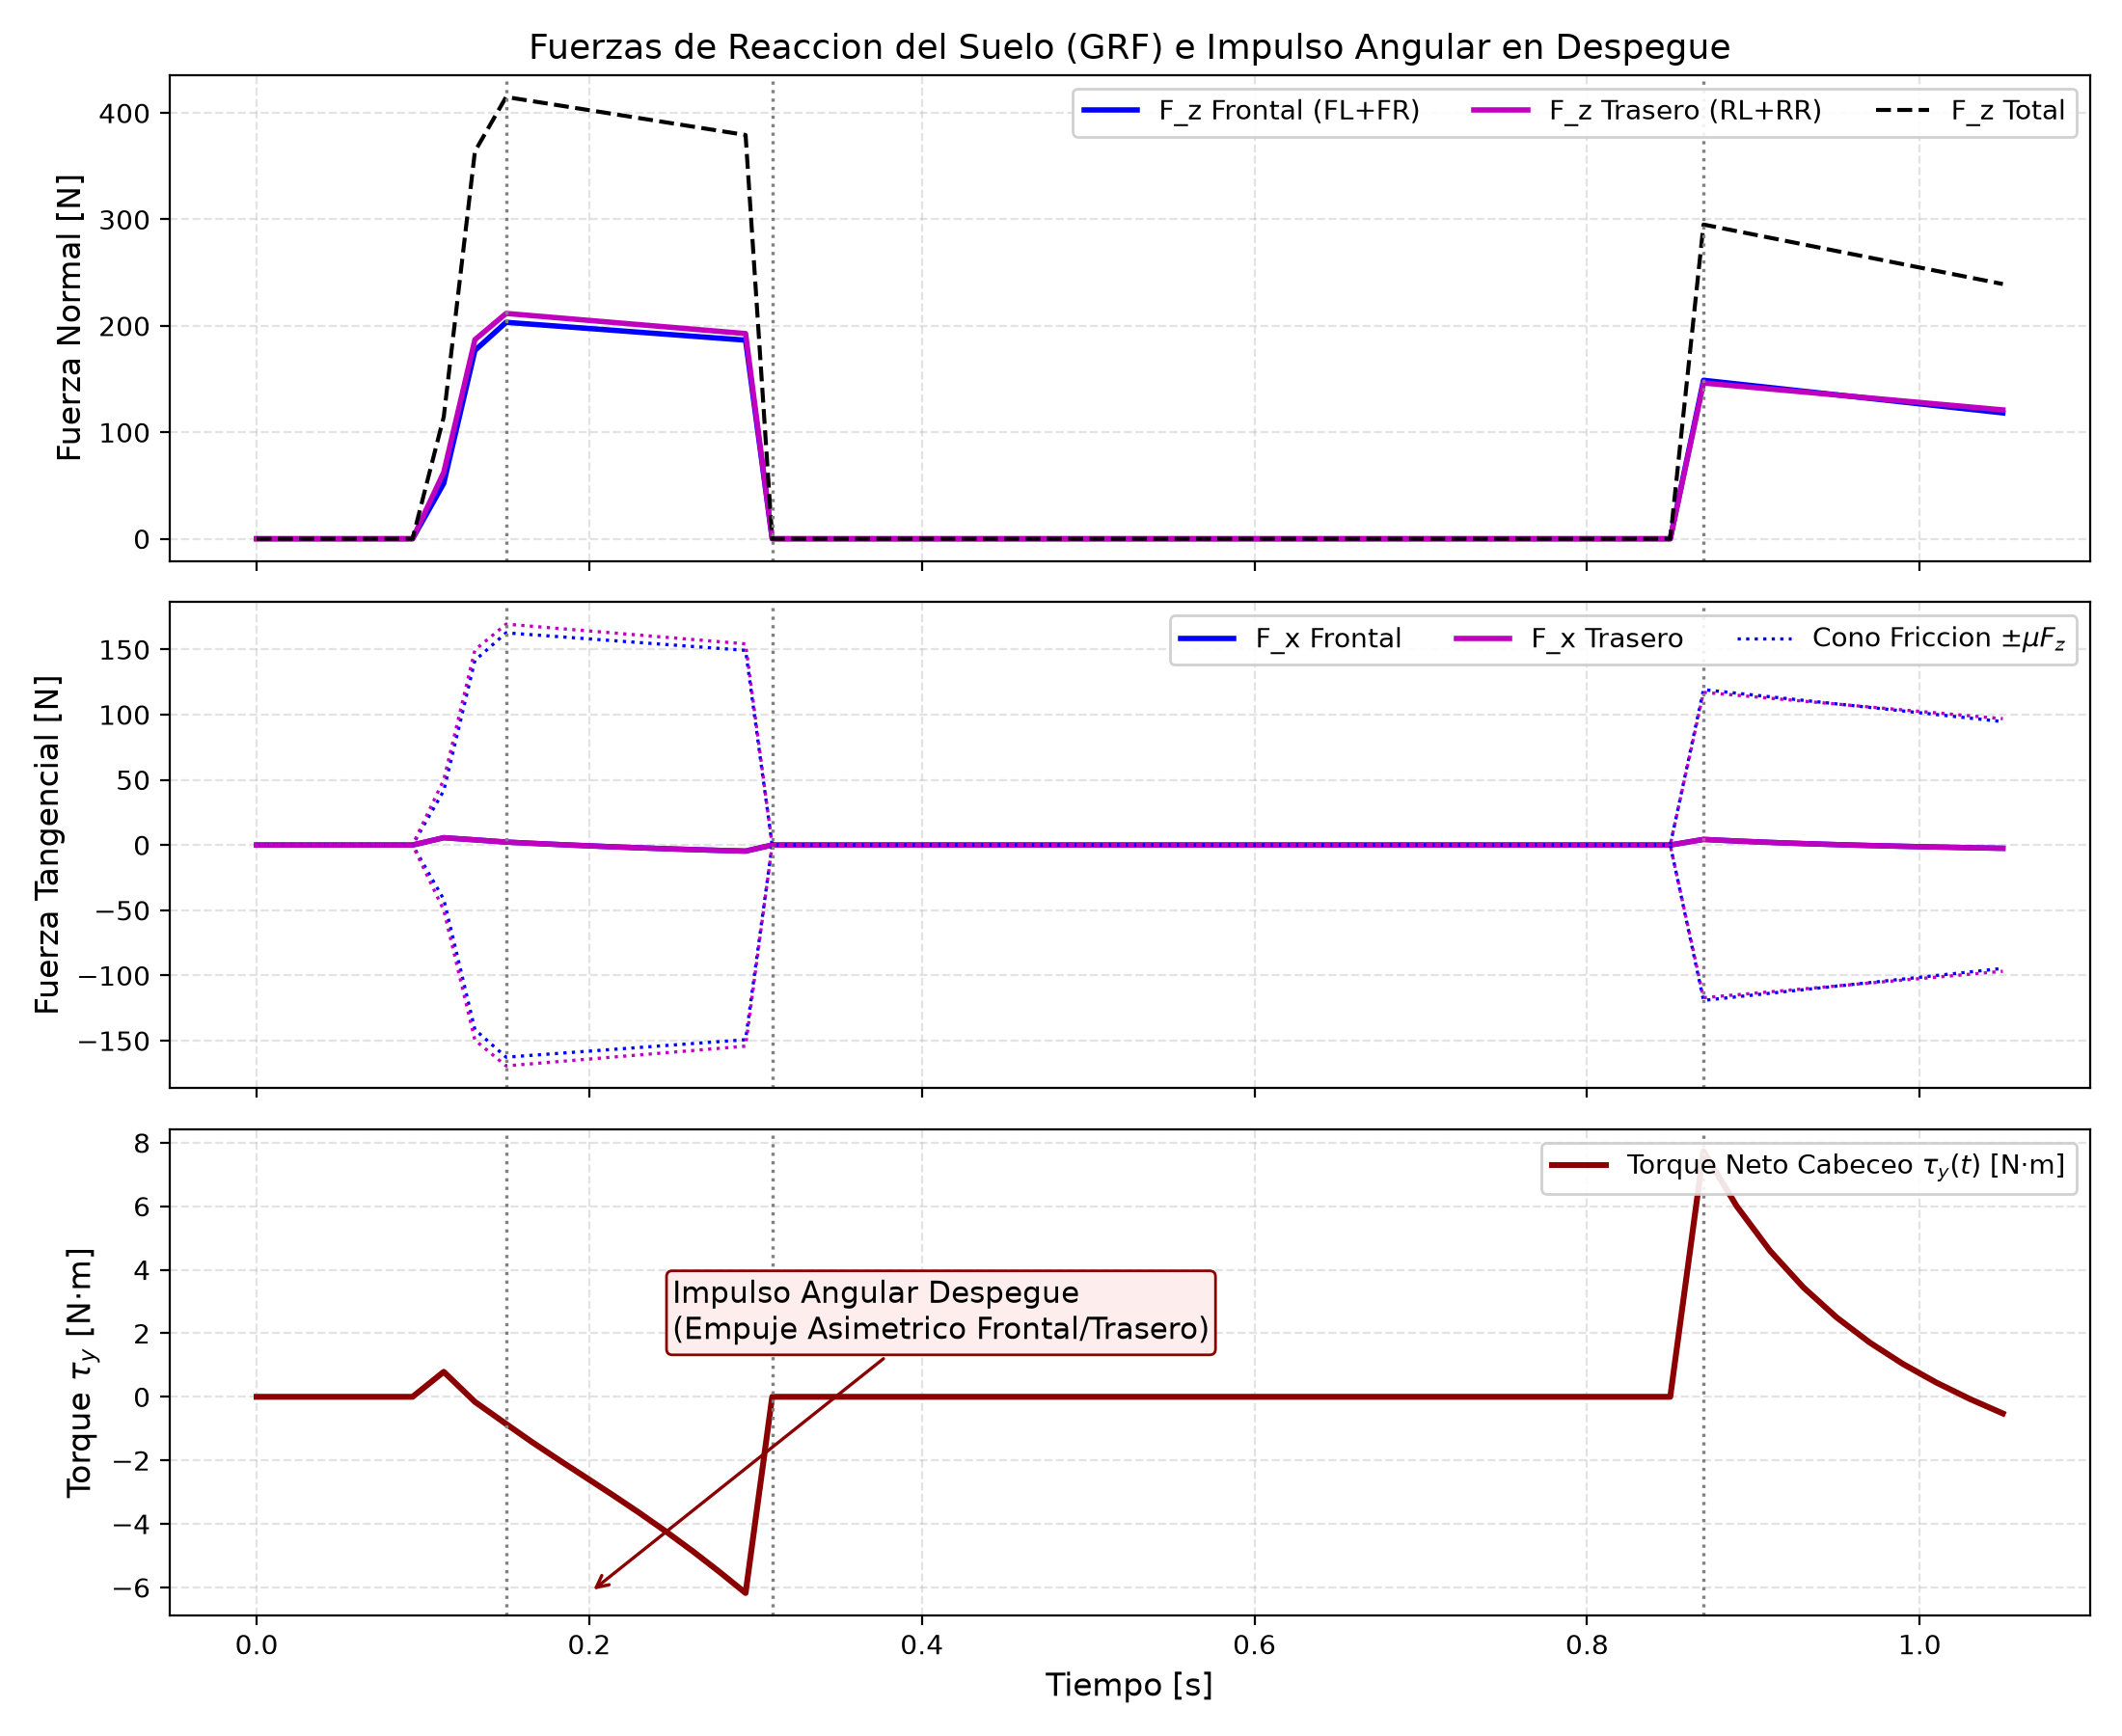 Fuerzas de Reaccion del Suelo (GRF) e Impulso Angular en Despegue
F_z Frontal (FL+FR)
F_z Trasero (RL+RR)
F_z Total
Fuerza Normal [N]
400
300
200
100
0
F_x Frontal
F_x Trasero
Cono Friccion ±μF_z
Fuerza Tangencial [N]
150
100
50
0
−50
−100
−150
Torque Neto Cabeceo τ_y(t) [N·m]
Torque τ_y [N·m]
8
6
4
2
0
−2
−4
−6
Impulso Angular Despegue
(Empuje Asimetrico Frontal/Trasero)
0.0
0.2
0.4
0.6
0.8
1.0
Tiempo [s]